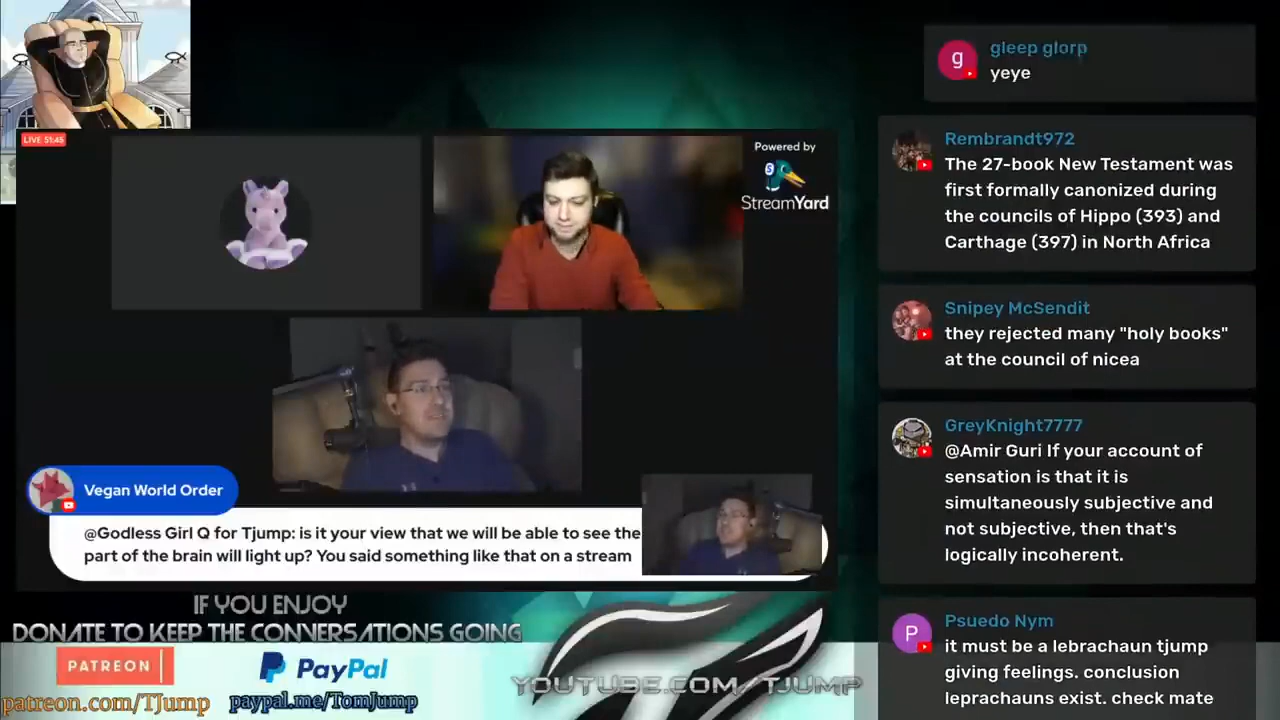 LIVE 51:45
Powered by
StreamYard
Vegan World Order
@Godless Girl Q for Tjump: is it your view that we will be able to see the
part of the brain will light up? You said something like that on a stream
IF YOU ENJOY
DONATE TO KEEP THE CONVERSATIONS GOING
PATREON
PayPal
patreon.com/TJump
paypal.me/TomJump
YOUTUBE.COM/TJUMP
g
gleep glorp
yeye
Rembrandt972
The 27-book New Testament was
first formally canonized during
the councils of Hippo (393) and
Carthage (397) in North Africa
Snipey McSendit
they rejected many "holy books"
at the council of nicea
GreyKnight7777
@Amir Guri If your account of
sensation is that it is
simultaneously subjective and
not subjective, then that's
logically incoherent.
P
Psuedo Nym
it must be a lebrachaun tjump
giving feelings. conclusion
leprachauns exist. check mate